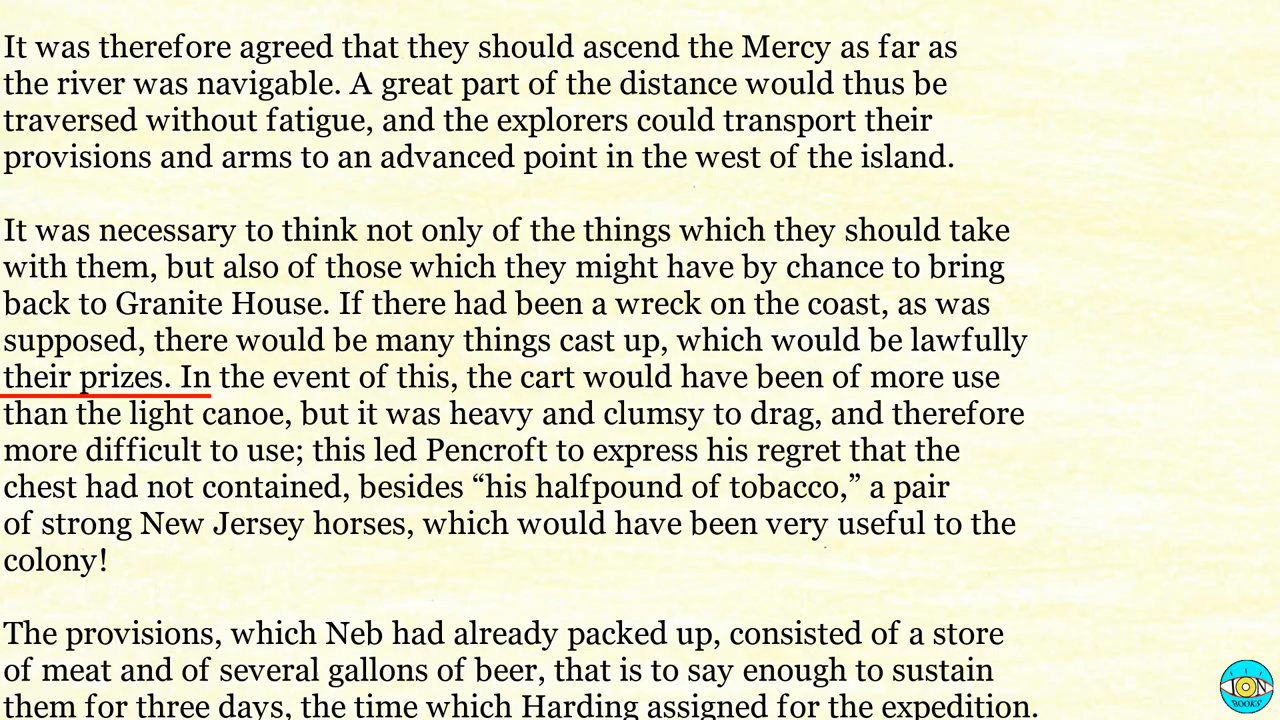 It was therefore agreed that they should ascend the Mercy as far as
the river was navigable. A great part of the distance would thus be
traversed without fatigue, and the explorers could transport their
provisions and arms to an advanced point in the west of the island.
It was necessary to think not only of the things which they should take
with them, but also of those which they might have by chance to bring
back to Granite House. If there had been a wreck on the coast, as was
supposed, there would be many things cast up, which would be lawfully
their prizes. In the event of this, the cart would have been of more use
than the light canoe, but it was heavy and clumsy to drag, and therefore
more difficult to use; this led Pencroft to express his regret that the
chest had not contained, besides “his halfpound of tobacco,” a pair
of strong New Jersey horses, which would have been very useful to the
colony!
The provisions, which Neb had already packed up, consisted of a store
of meat and of several gallons of beer, that is to say enough to sustain
them for three days, the time which Harding assigned for the expedition.
ION
BOOKS